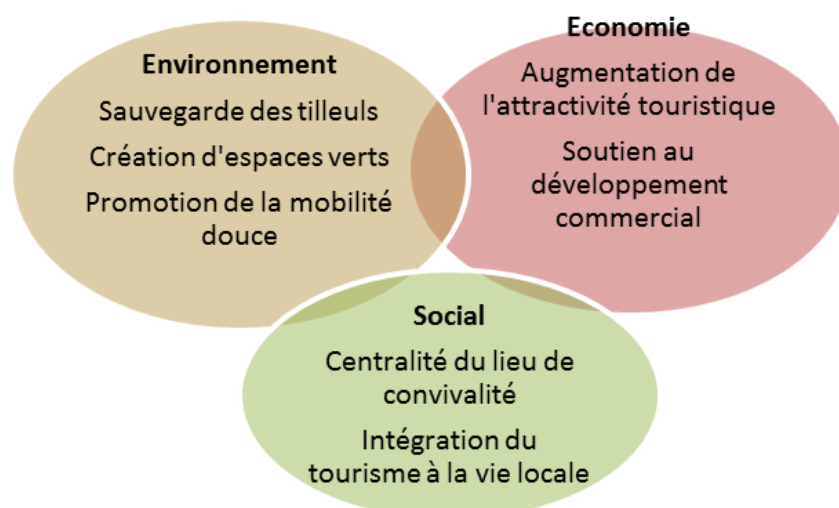 Environnement
Sauvegarde des tilleuls
Création d'espaces verts
Promotion de la mobilité
douce
Economie
Augmentation de
l'attractivité touristique
Soutien au
développement
commercial
Social
Centralité du lieu de
convivalité
Intégration du
tourisme à la vie locale